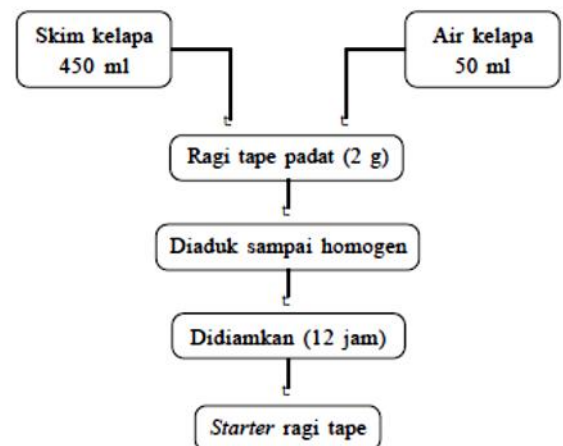 Skim kelapa
450 ml
Air kelapa
50 ml
Ragi tape padat (2 g)
Diaduk sampai homogen
Didiamkan (12 jam)
Starter ragi tape